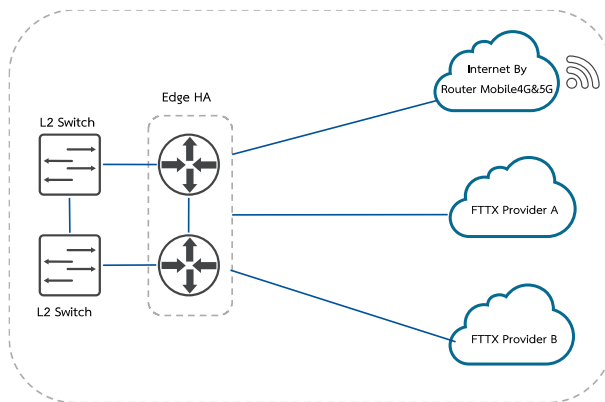 Internet By
Router Mobile4G&5G
Edge HA
L2 Switch
FTTX Provider A
L2 Switch
FTTX Provider B